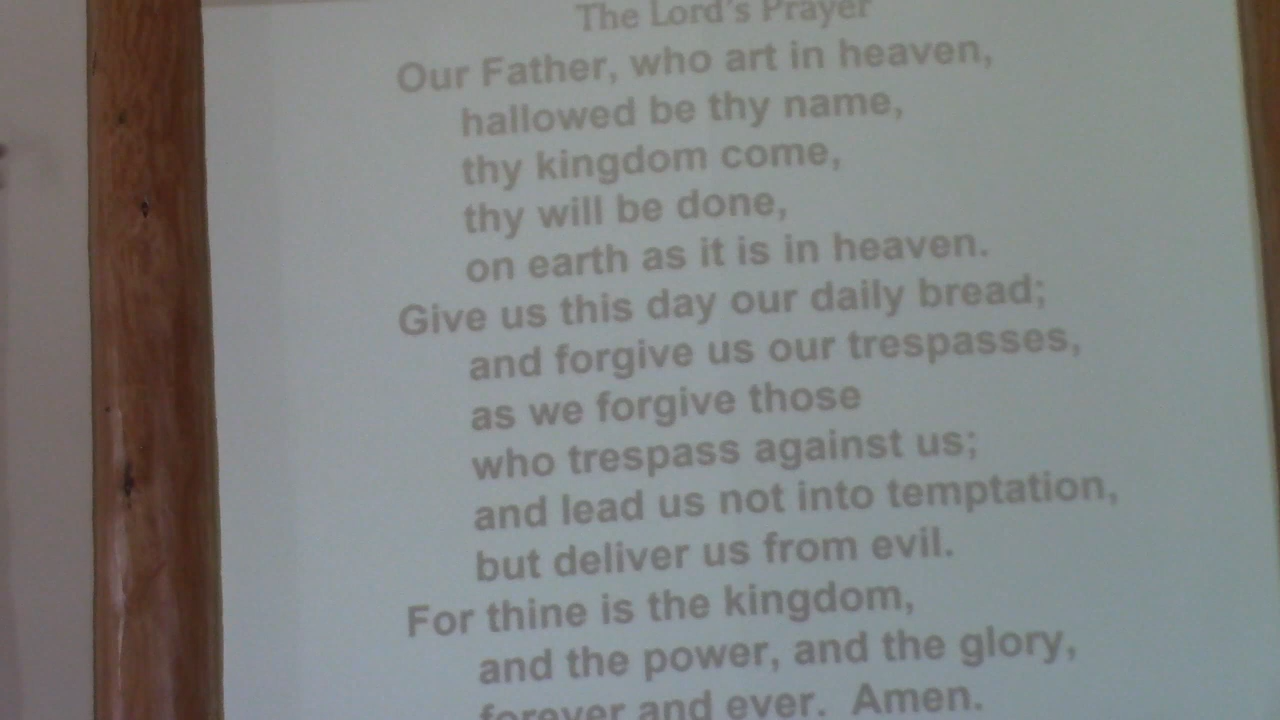 The Lord's Prayer
Our Father, who art in heaven,
hallowed be thy name,
thy kingdom come,
thy will be done,
on earth as it is in heaven.
Give us this day our daily bread;
and forgive us our trespasses,
as we forgive those
who trespass against us;
and lead us not into temptation,
but deliver us from evil.
For thine is the kingdom,
and the power, and the glory,
forever and ever. Amen.